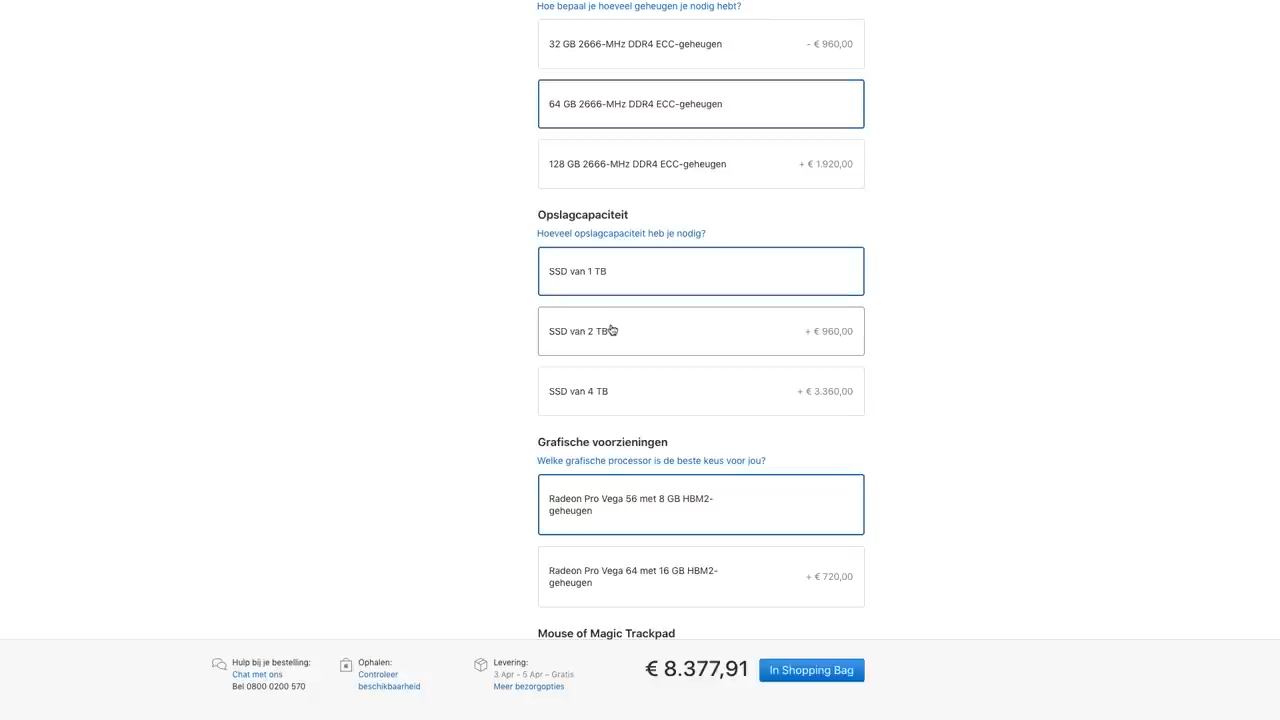 Hoe bepaal je hoeveel geheugen je nodig hebt?
32 GB 2666-MHz DDR4 ECC-geheugen - € 960,00
64 GB 2666-MHz DDR4 ECC-geheugen
128 GB 2666-MHz DDR4 ECC-geheugen + € 1.920,00
Opslagcapaciteit
Hoeveel opslagcapaciteit heb je nodig?
SSD van 1 TB
SSD van 2 TB + € 960,00
SSD van 4 TB + € 3.360,00
Grafische voorzieningen
Welke grafische processor is de beste keus voor jou?
Radeon Pro Vega 56 met 8 GB HBM2-
geheugen
Radeon Pro Vega 64 met 16 GB HBM2-
geheugen + € 720,00
Mouse of Magic Trackpad
Hulp bij je bestelling:
Chat met ons
Bel 0800 0200 570
Ophalen:
Controleer
beschikbaarheid
Levering:
3 Apr - 5 Apr – Gratis
Meer bezorgopties
€ 8.377,91
In Shopping Bag